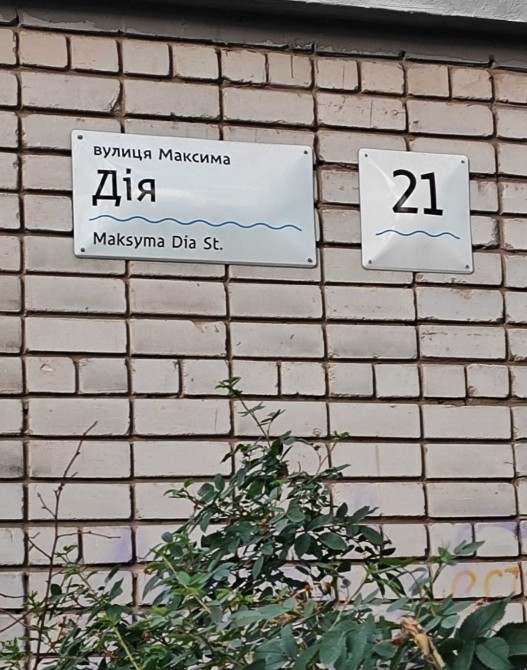 вулиця Максима
Дія
Maksyma Dia St.
21